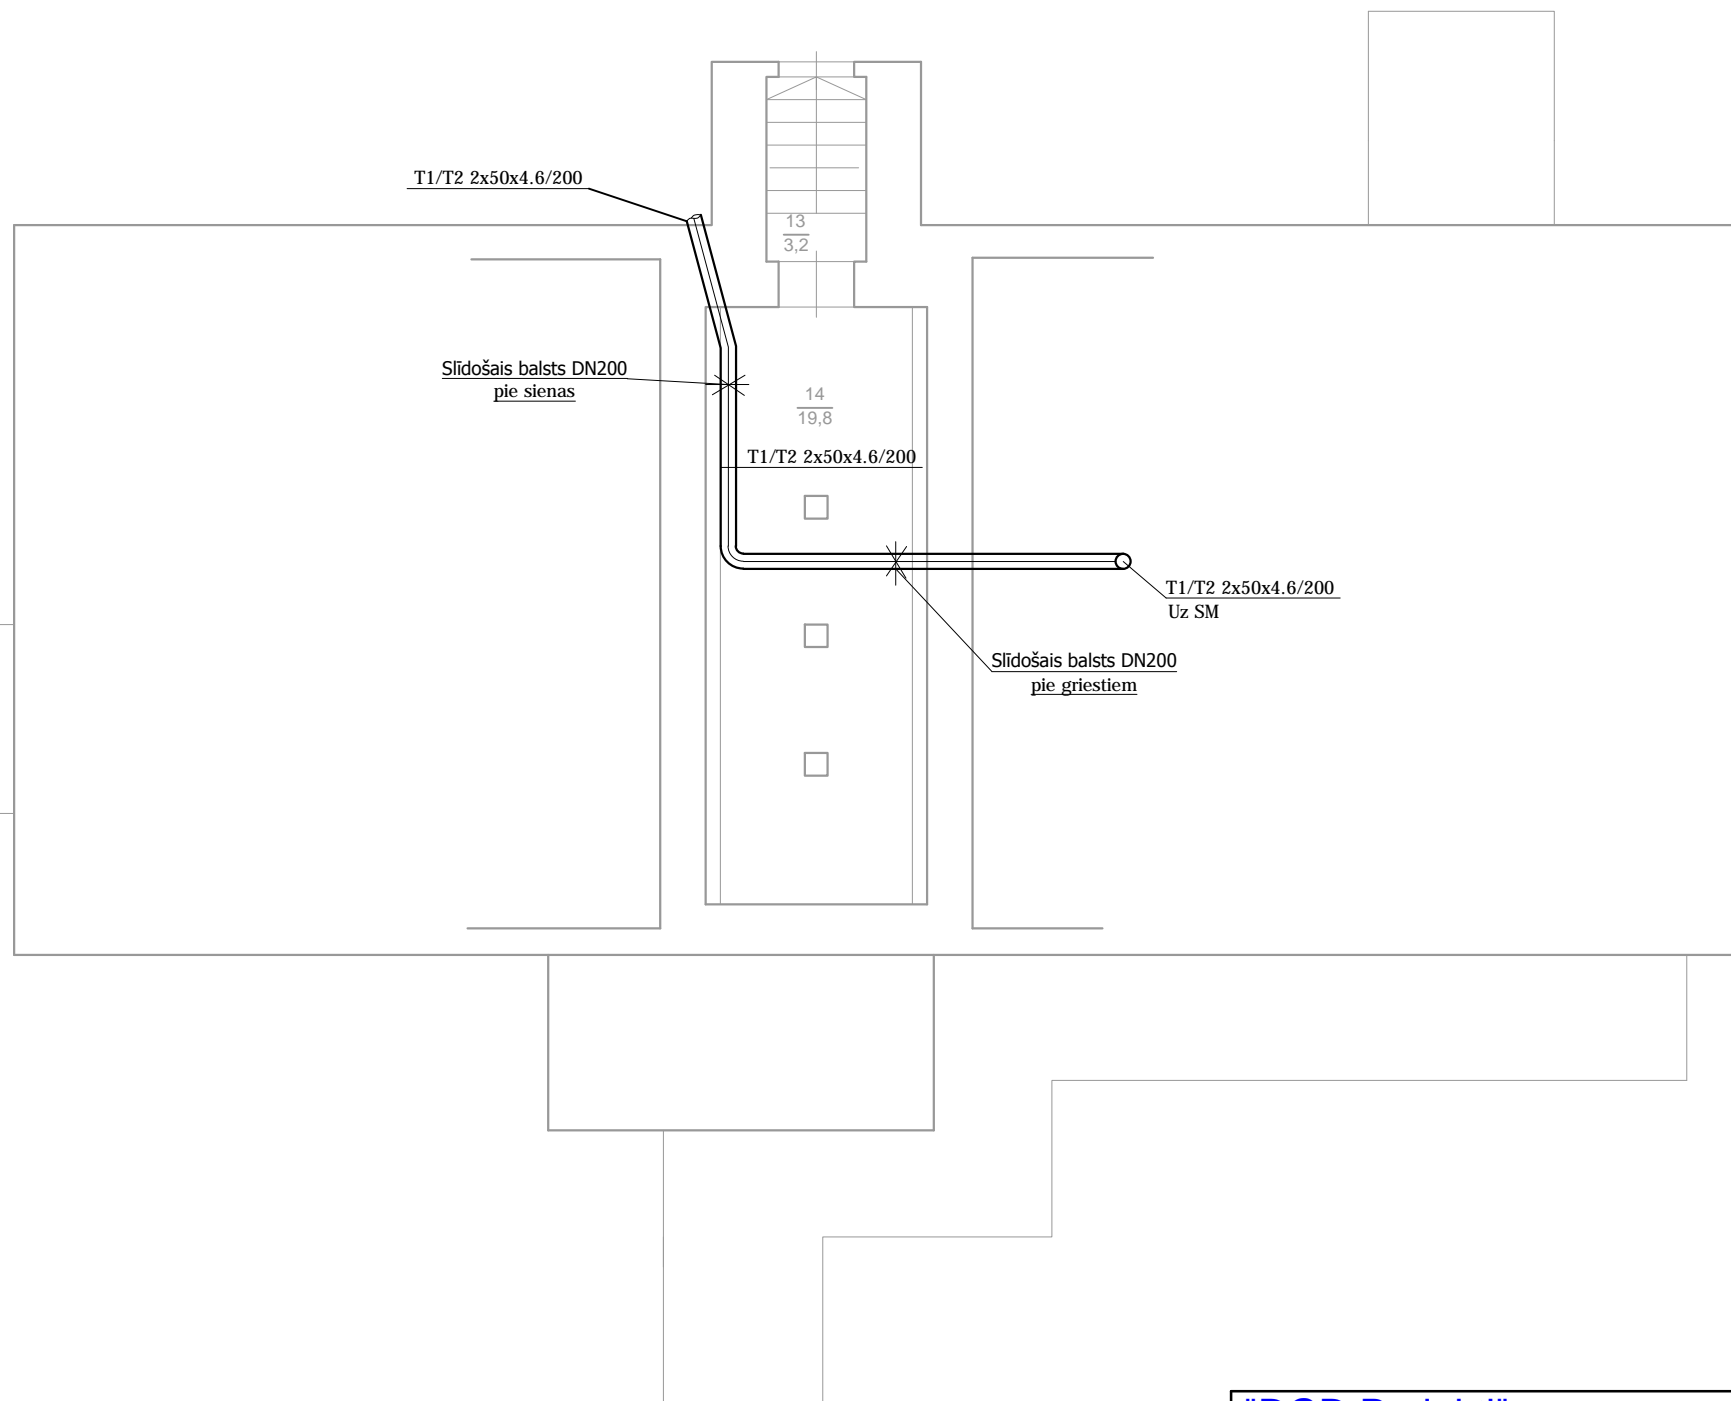 T1/T2 2x50x4.6/200
13
3,2
Slīdošais balsts DN200
pie sienas
14
19,8
T1/T2 2x50x4.6/200
T1/T2 2x50x4.6/200
Uz SM
Slīdošais balsts DN200
pie griestiem